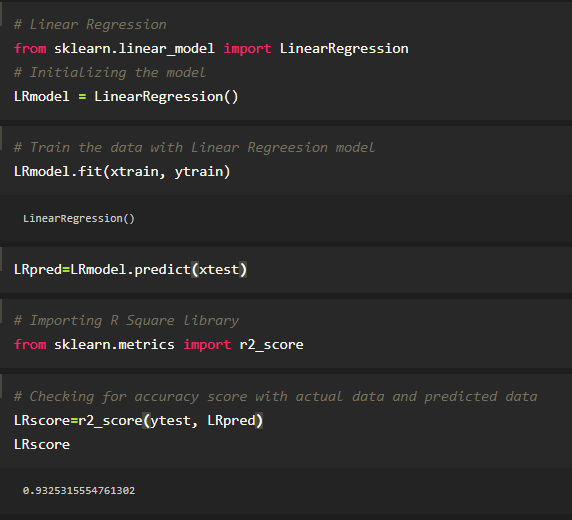 # Linear Regression
from sklearn.linear_model import LinearRegression
# Initializing the model
LRmodel = LinearRegression()
# Train the data with Linear Regreesion model
LRmodel.fit(xtrain, ytrain)
LinearRegression()
LRpred=LRmodel.predict(xtest)
# Importing R Square library
from sklearn.metrics import r2_score
# Checking for accuracy score with actual data and predicted data
LRscore=r2_score(ytest, LRpred)
LRscore
0.9325315554761302